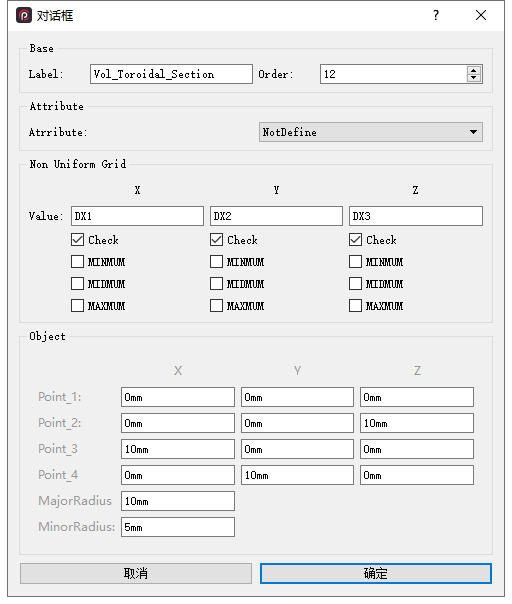 对话框
Base
Label: Vol_Toroidal_Section Order: 12
Attribute
Atrribute: NotDefine
Non Uniform Grid
X Y Z
Value: DX1 DX2 DX3
Check Check Check
MINMUM MINMUM MINMUM
MIDMUM MIDMUM MIDMUM
MAXMUM MAXMUM MAXMUM
Object
X Y Z
Point_1: 0mm 0mm 0mm
Point_2: 0mm 0mm 10mm
Point_3 10mm 0mm 0mm
Point_4 0mm 10mm 0mm
MajorRadius 10mm
MinorRadius: 5mm
取消 确定